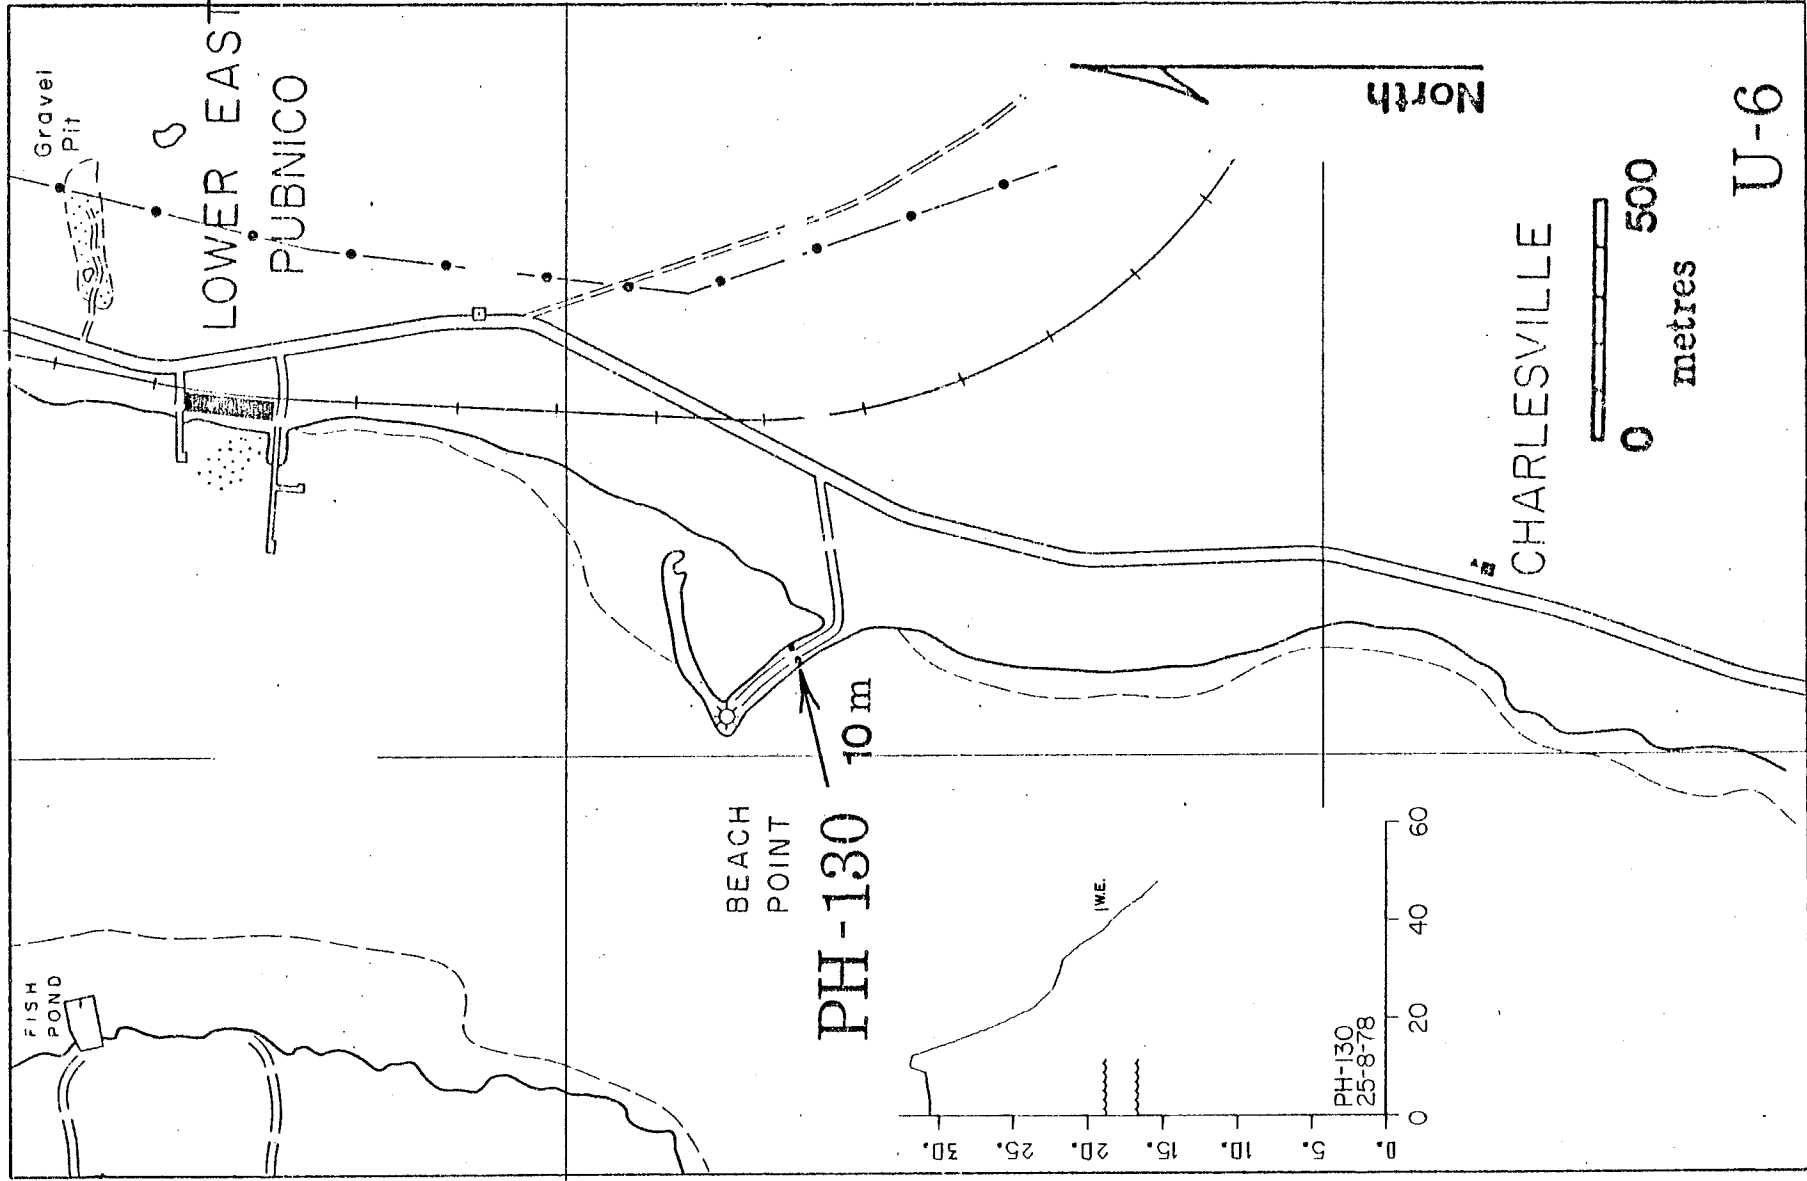 Gravel
Pit
LOWER EAST
PUBNICO
North
U-6
CHARLESVILLE
0 500
metres
BEACH
POINT
PH-130 10 m
FISH
POND
W.E.
PH-130
25-8-78
30. 25. 20. 15. 10. 5. 0.
0 20 40 60